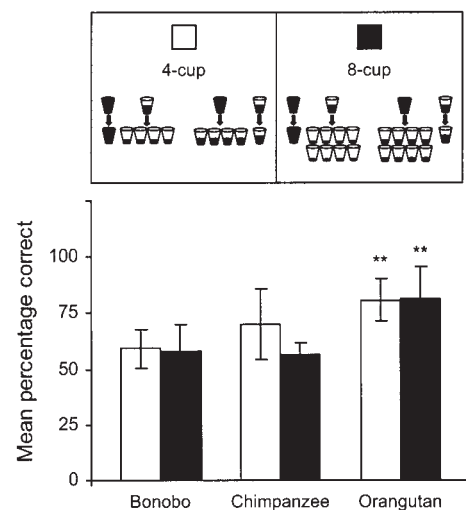 4-cup 8-cup
Mean percentage correct
100
** **
75
50
25
0
Bonobo Chimpanzee Orangutan